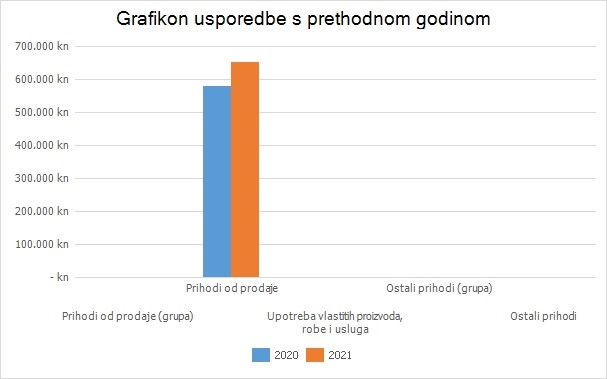 Grafikon usporedbe s prethodnom godinom
700.000 kn
600.000 kn
500.000 kn
400.000 kn
300.000 kn
200.000 kn
100.000 kn
- kn
Prihodi od prodaje
Ostali prihodi (grupa)
Prihodi od prodaje (grupa)
Upotreba vlastitih proizvoda,
robe i usluga
Ostali prihodi
2020
2021